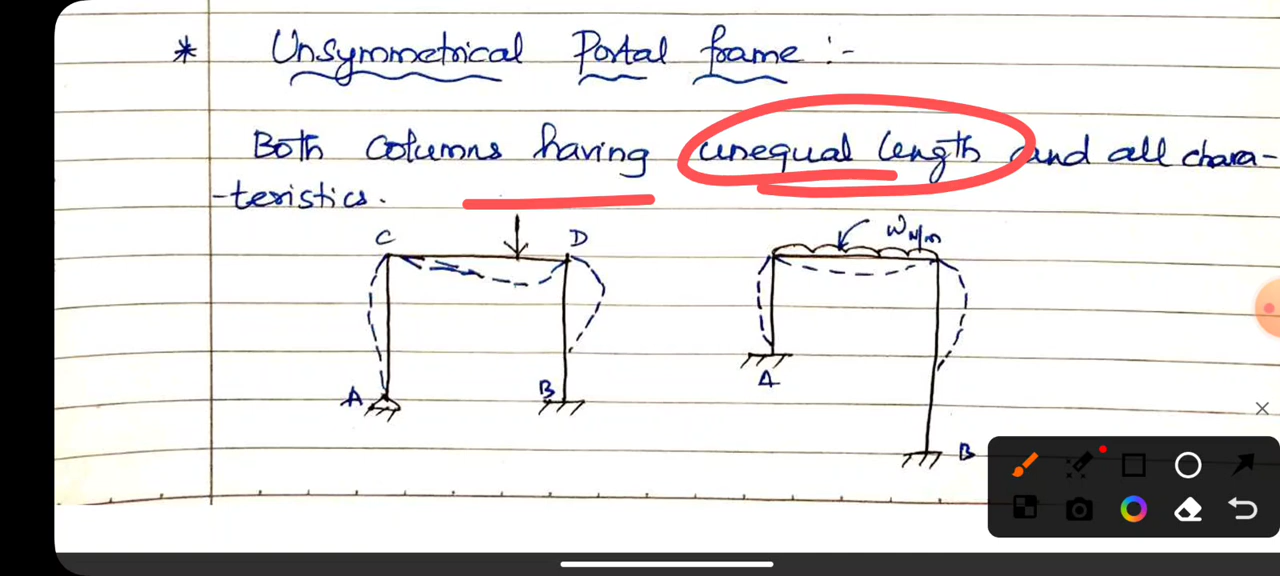 * Unsymmetrical Portal frame :-
Both columns having unequal length and all chara-
-teristics.
C D
W N/m
A B
A
B